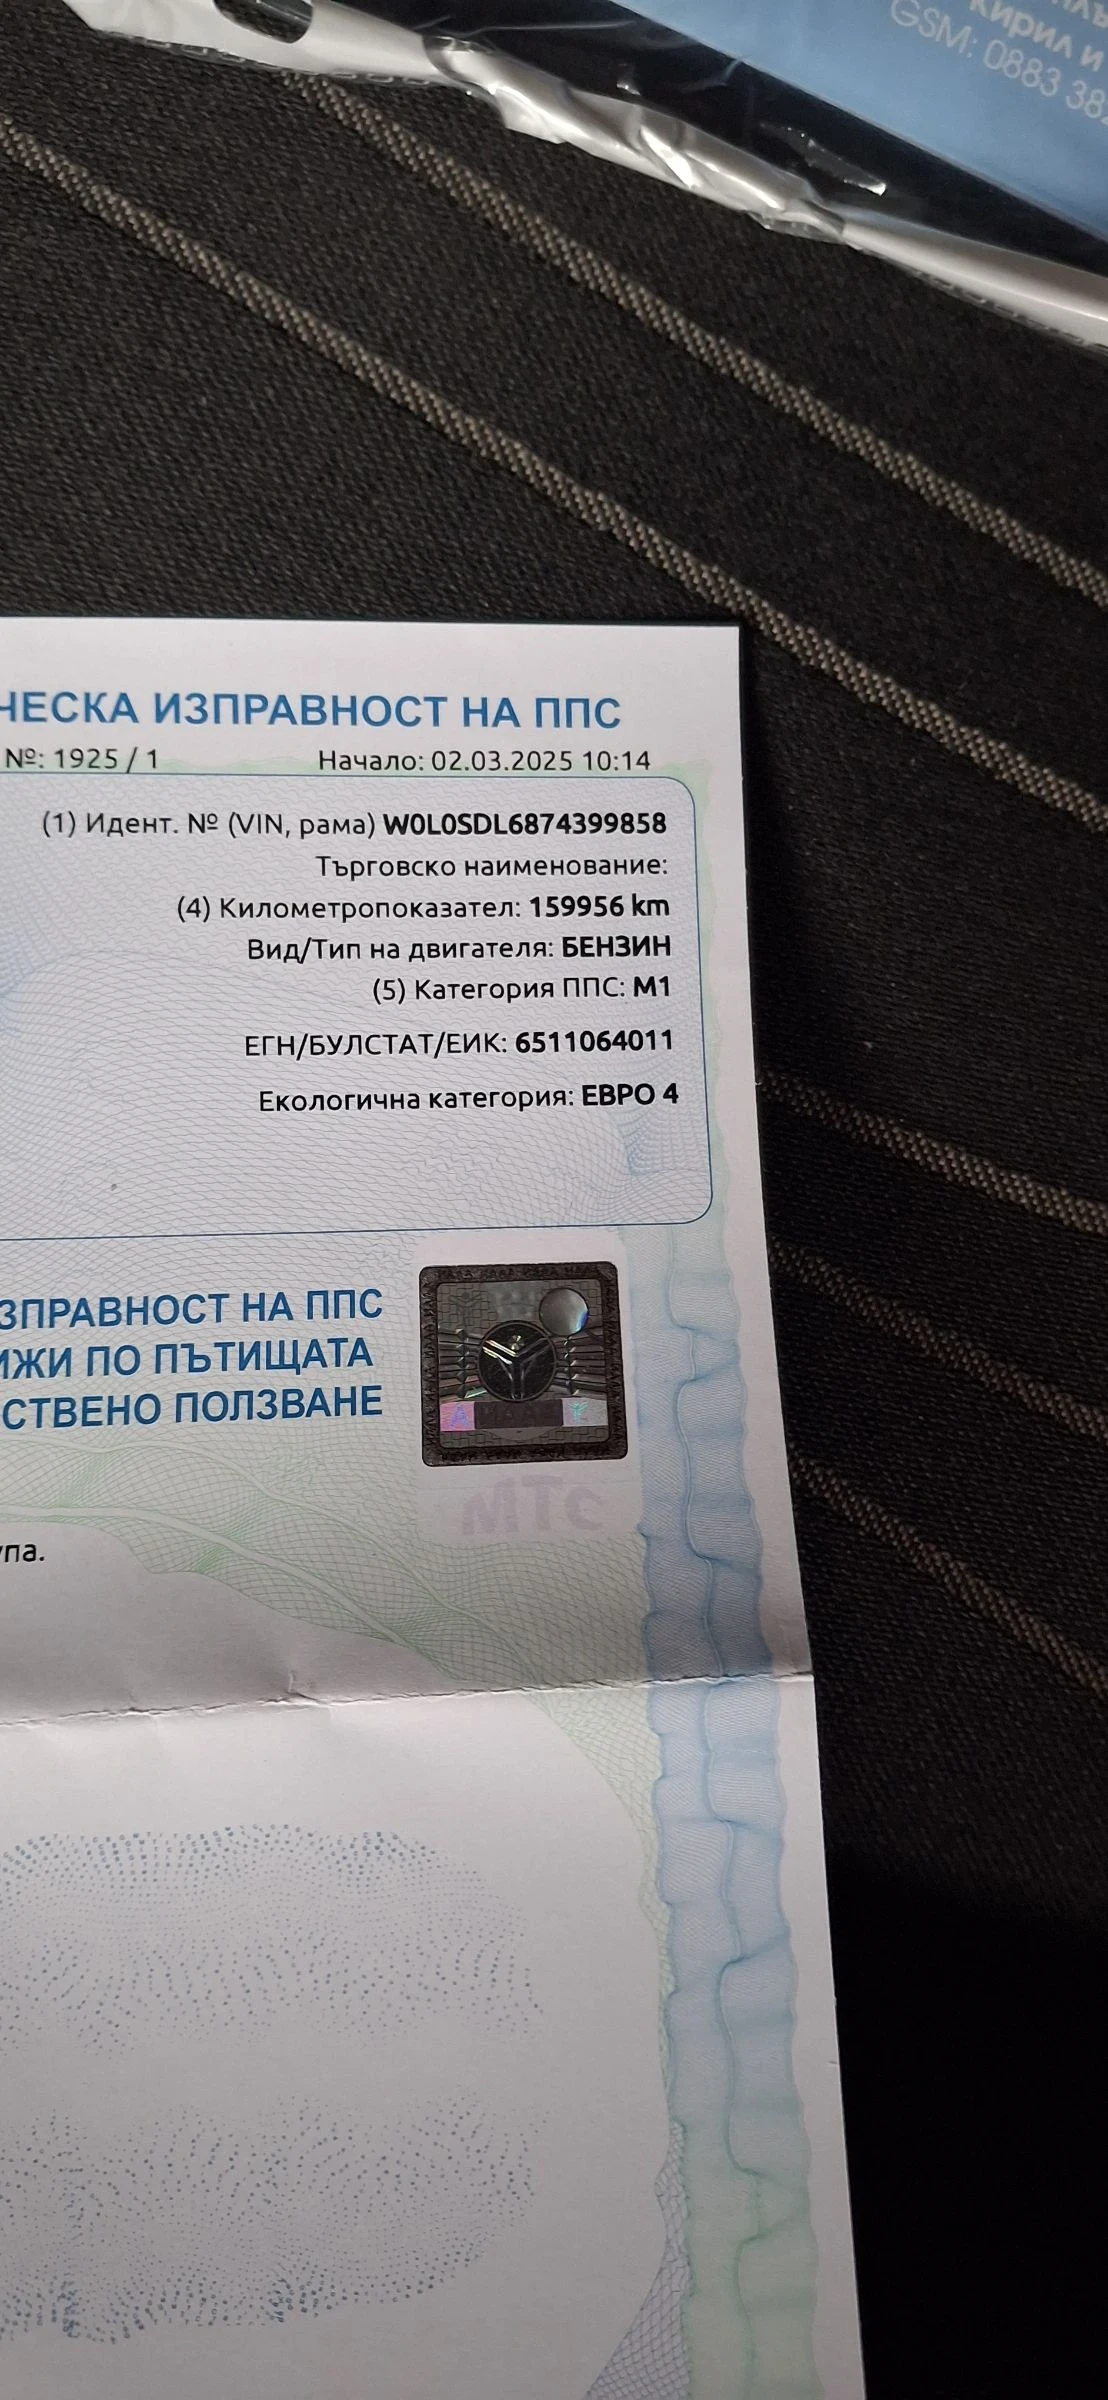 Кирил и
GSM: 0883 38
ЧЕСКА ИЗПРАВНОСТ НА ППС
№: 1925 / 1 Начало: 02.03.2025 10:14
(1) Идент. № (VIN, рама) W0L0SDL6874399858
Търговско наименование:
(4) Километропоказател: 159956 km
Вид/Тип на двигателя: БЕНЗИН
(5) Категория ППС: M1
ЕГН/БУЛСТАТ/ЕИК: 6511064011
Екологична категория: ЕВРО 4
ЗПРАВНОСТ НА ППС
ИЖИ ПО ПЪТИЩАТА
СТВЕНО ПОЛЗВАНЕ
МТС
упа.